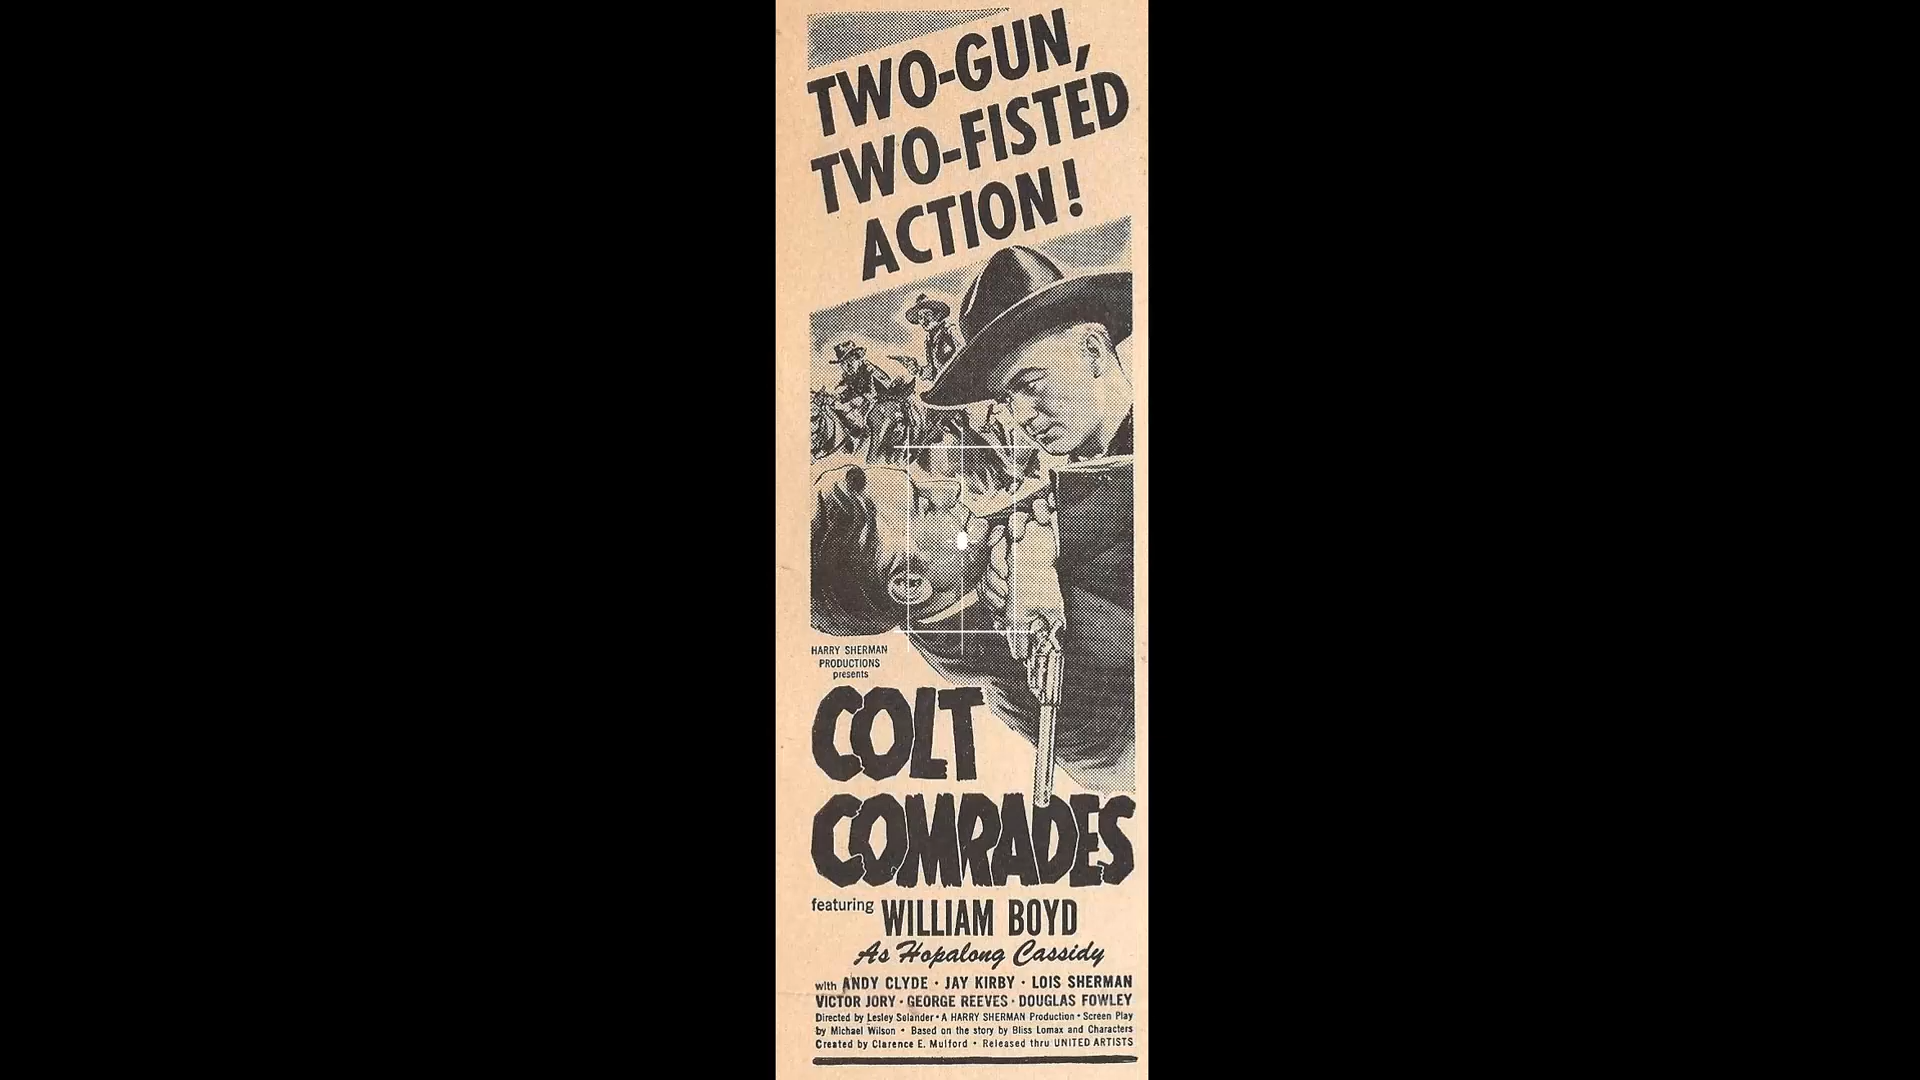 TWO-GUN,
TWO-FISTED
ACTION!
HARRY SHERMAN
PRODUCTIONS
presents
COLT
COMRADES
featuring WILLIAM BOYD
As Hopalong Cassidy
with ANDY CLYDE · JAY KIRBY · LOIS SHERMAN
VICTOR JORY · GEORGE REEVES · DOUGLAS FOWLEY
Directed by Lesley Selander · A HARRY SHERMAN Production · Screen Play
by Michael Wilson · Based on the story by Bliss Lomax and Characters
Created by Clarence E. Mulford · Released thru UNITED ARTISTS